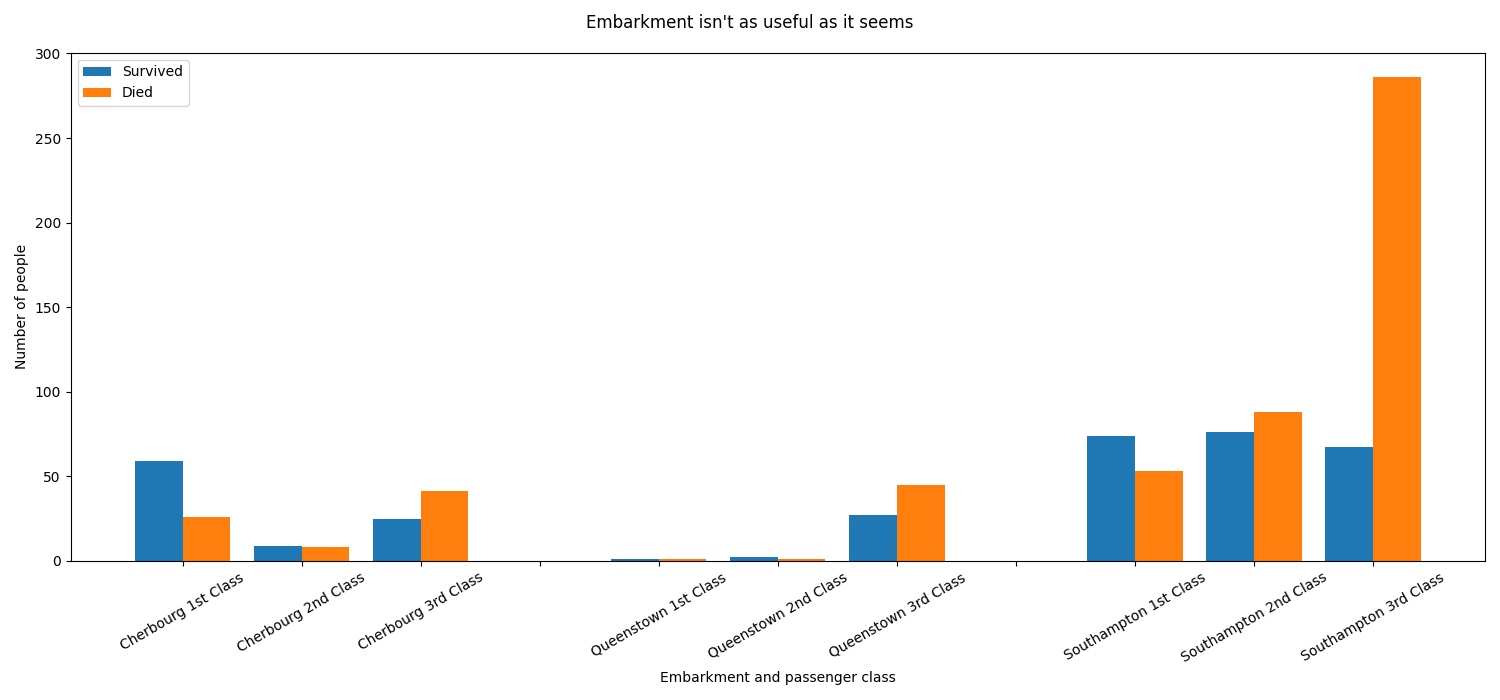 Embarkment isn't as useful as it seems
Survived
Died
300
250
200
150
100
50
0
Number of people
Cherbourg 1st Class
Cherbourg 2nd Class
Cherbourg 3rd Class
Queenstown 1st Class
Queenstown 2nd Class
Queenstown 3rd Class
Southampton 1st Class
Southampton 2nd Class
Southampton 3rd Class
Embarkment and passenger class